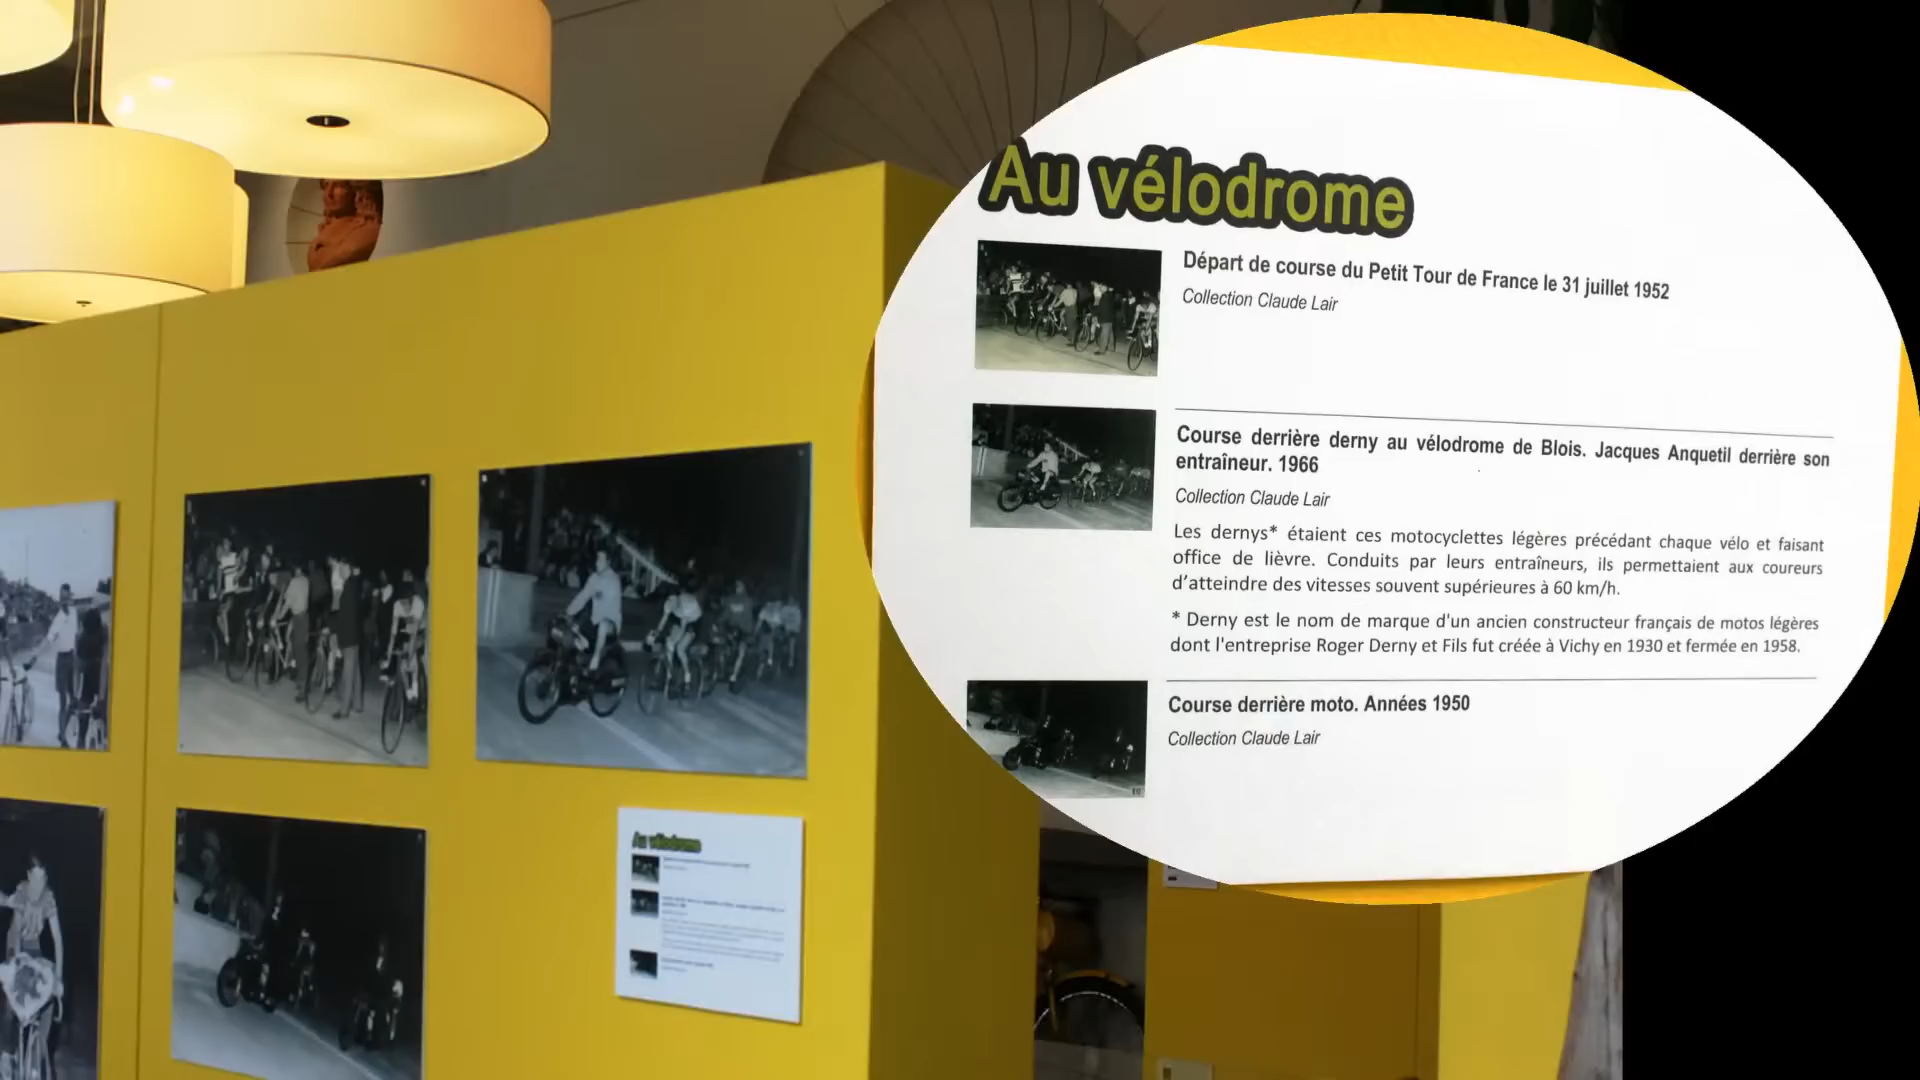 Au vélodrome
Départ de course du Petit Tour de France le 31 juillet 1952
Collection Claude Lair
Course derrière derny au vélodrome de Blois. Jacques Anquetil derrière son
entraîneur. 1966
Collection Claude Lair
Les dernys* étaient ces motocyclettes légères précédant chaque vélo et faisant
office de lièvre. Conduits par leurs entraîneurs, ils permettaient aux coureurs
d’atteindre des vitesses souvent supérieures à 60 km/h.
* Derny est le nom de marque d'un ancien constructeur français de motos légères
dont l'entreprise Roger Derny et Fils fut créée à Vichy en 1930 et fermée en 1958.
Course derrière moto. Années 1950
Collection Claude Lair
Au vélodrome